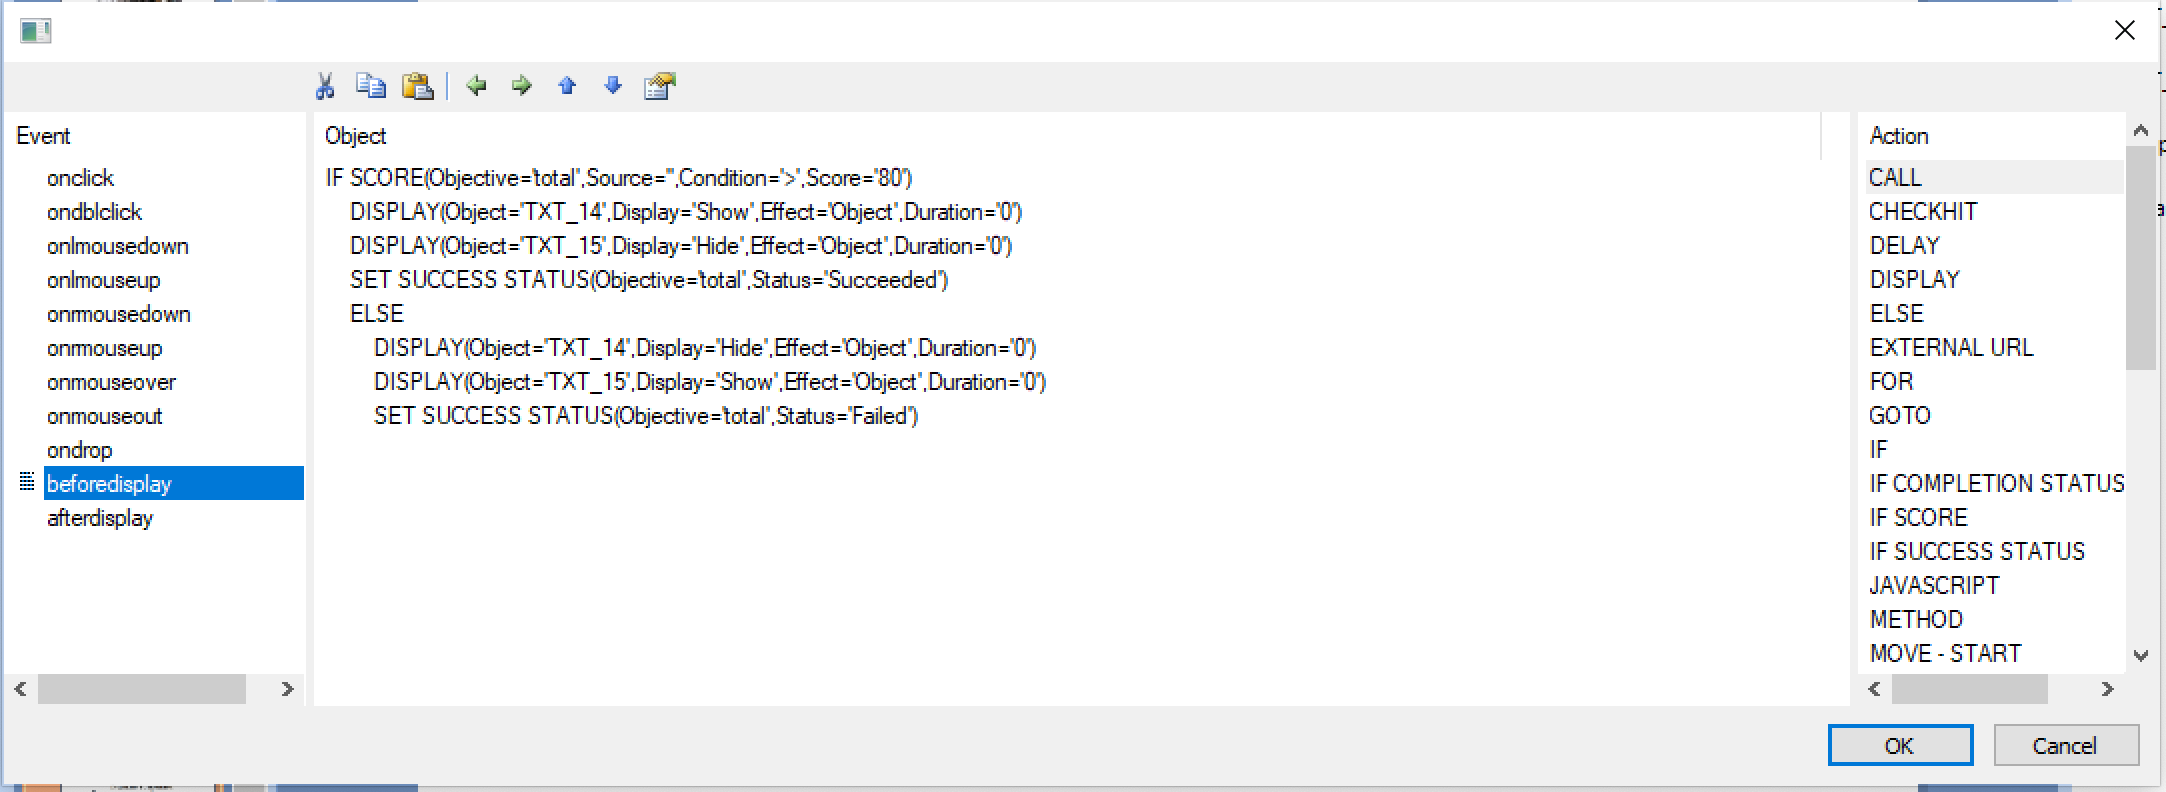 Event
onclick
ondblclick
onlmousedown
onlmouseup
onrmousedown
onrmouseup
onmouseover
onmouseout
ondrop
beforedisplay
afterdisplay
Object
IF SCORE(Objective='total',Source='',Condition='>',Score='80')
DISPLAY(Object='TXT_14',Display='Show',Effect='Object',Duration='0')
DISPLAY(Object='TXT_15',Display='Hide',Effect='Object',Duration='0')
SET SUCCESS STATUS(Objective='total',Status='Succeeded')
ELSE
DISPLAY(Object='TXT_14',Display='Hide',Effect='Object',Duration='0')
DISPLAY(Object='TXT_15',Display='Show',Effect='Object',Duration='0')
SET SUCCESS STATUS(Objective='total',Status='Failed')
Action
CALL
CHECKHIT
DELAY
DISPLAY
ELSE
EXTERNAL URL
FOR
GOTO
IF
IF COMPLETION STATUS
IF SCORE
IF SUCCESS STATUS
JAVASCRIPT
METHOD
MOVE - START
OK
Cancel